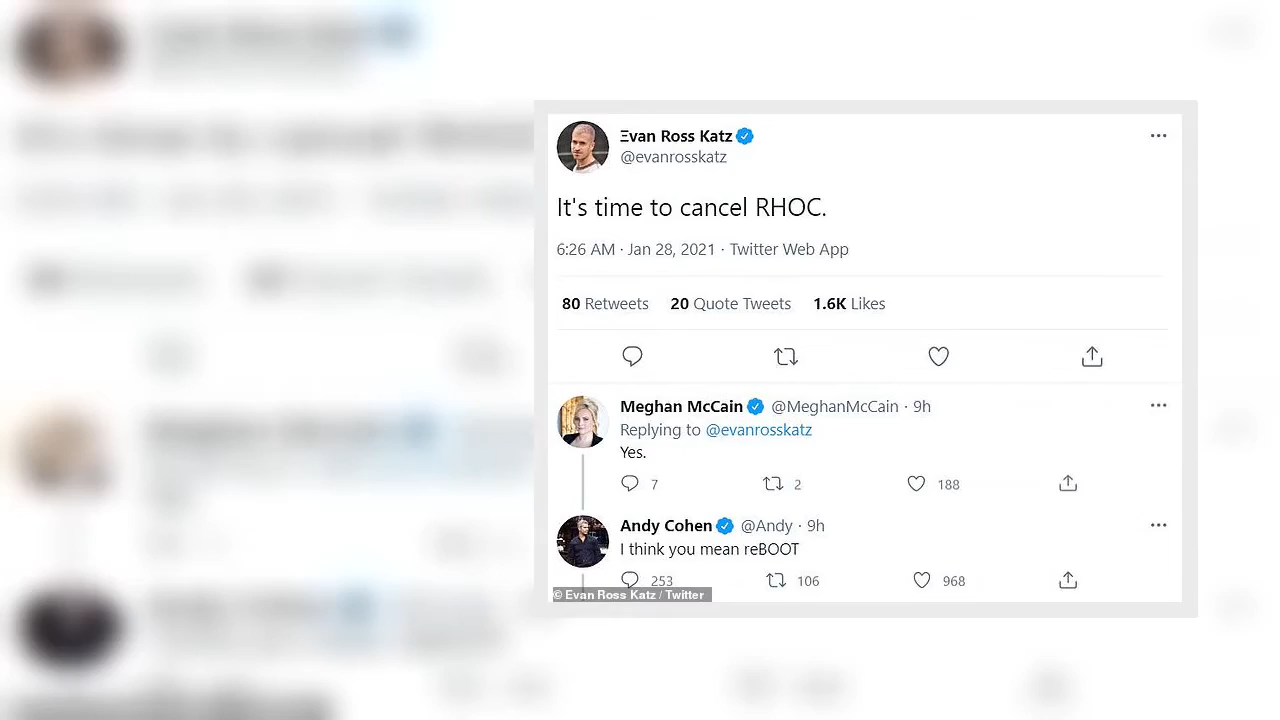 Ξvan Ross Katz
@evanrosskatz
It's time to cancel RHOC.
6:26 AM · Jan 28, 2021 · Twitter Web App
80 Retweets 20 Quote Tweets 1.6K Likes
Meghan McCain @MeghanMcCain · 9h
Replying to @evanrosskatz
Yes.
7 2 188
Andy Cohen @Andy · 9h
I think you mean reBOOT
253 106 968
© Evan Ross Katz / Twitter